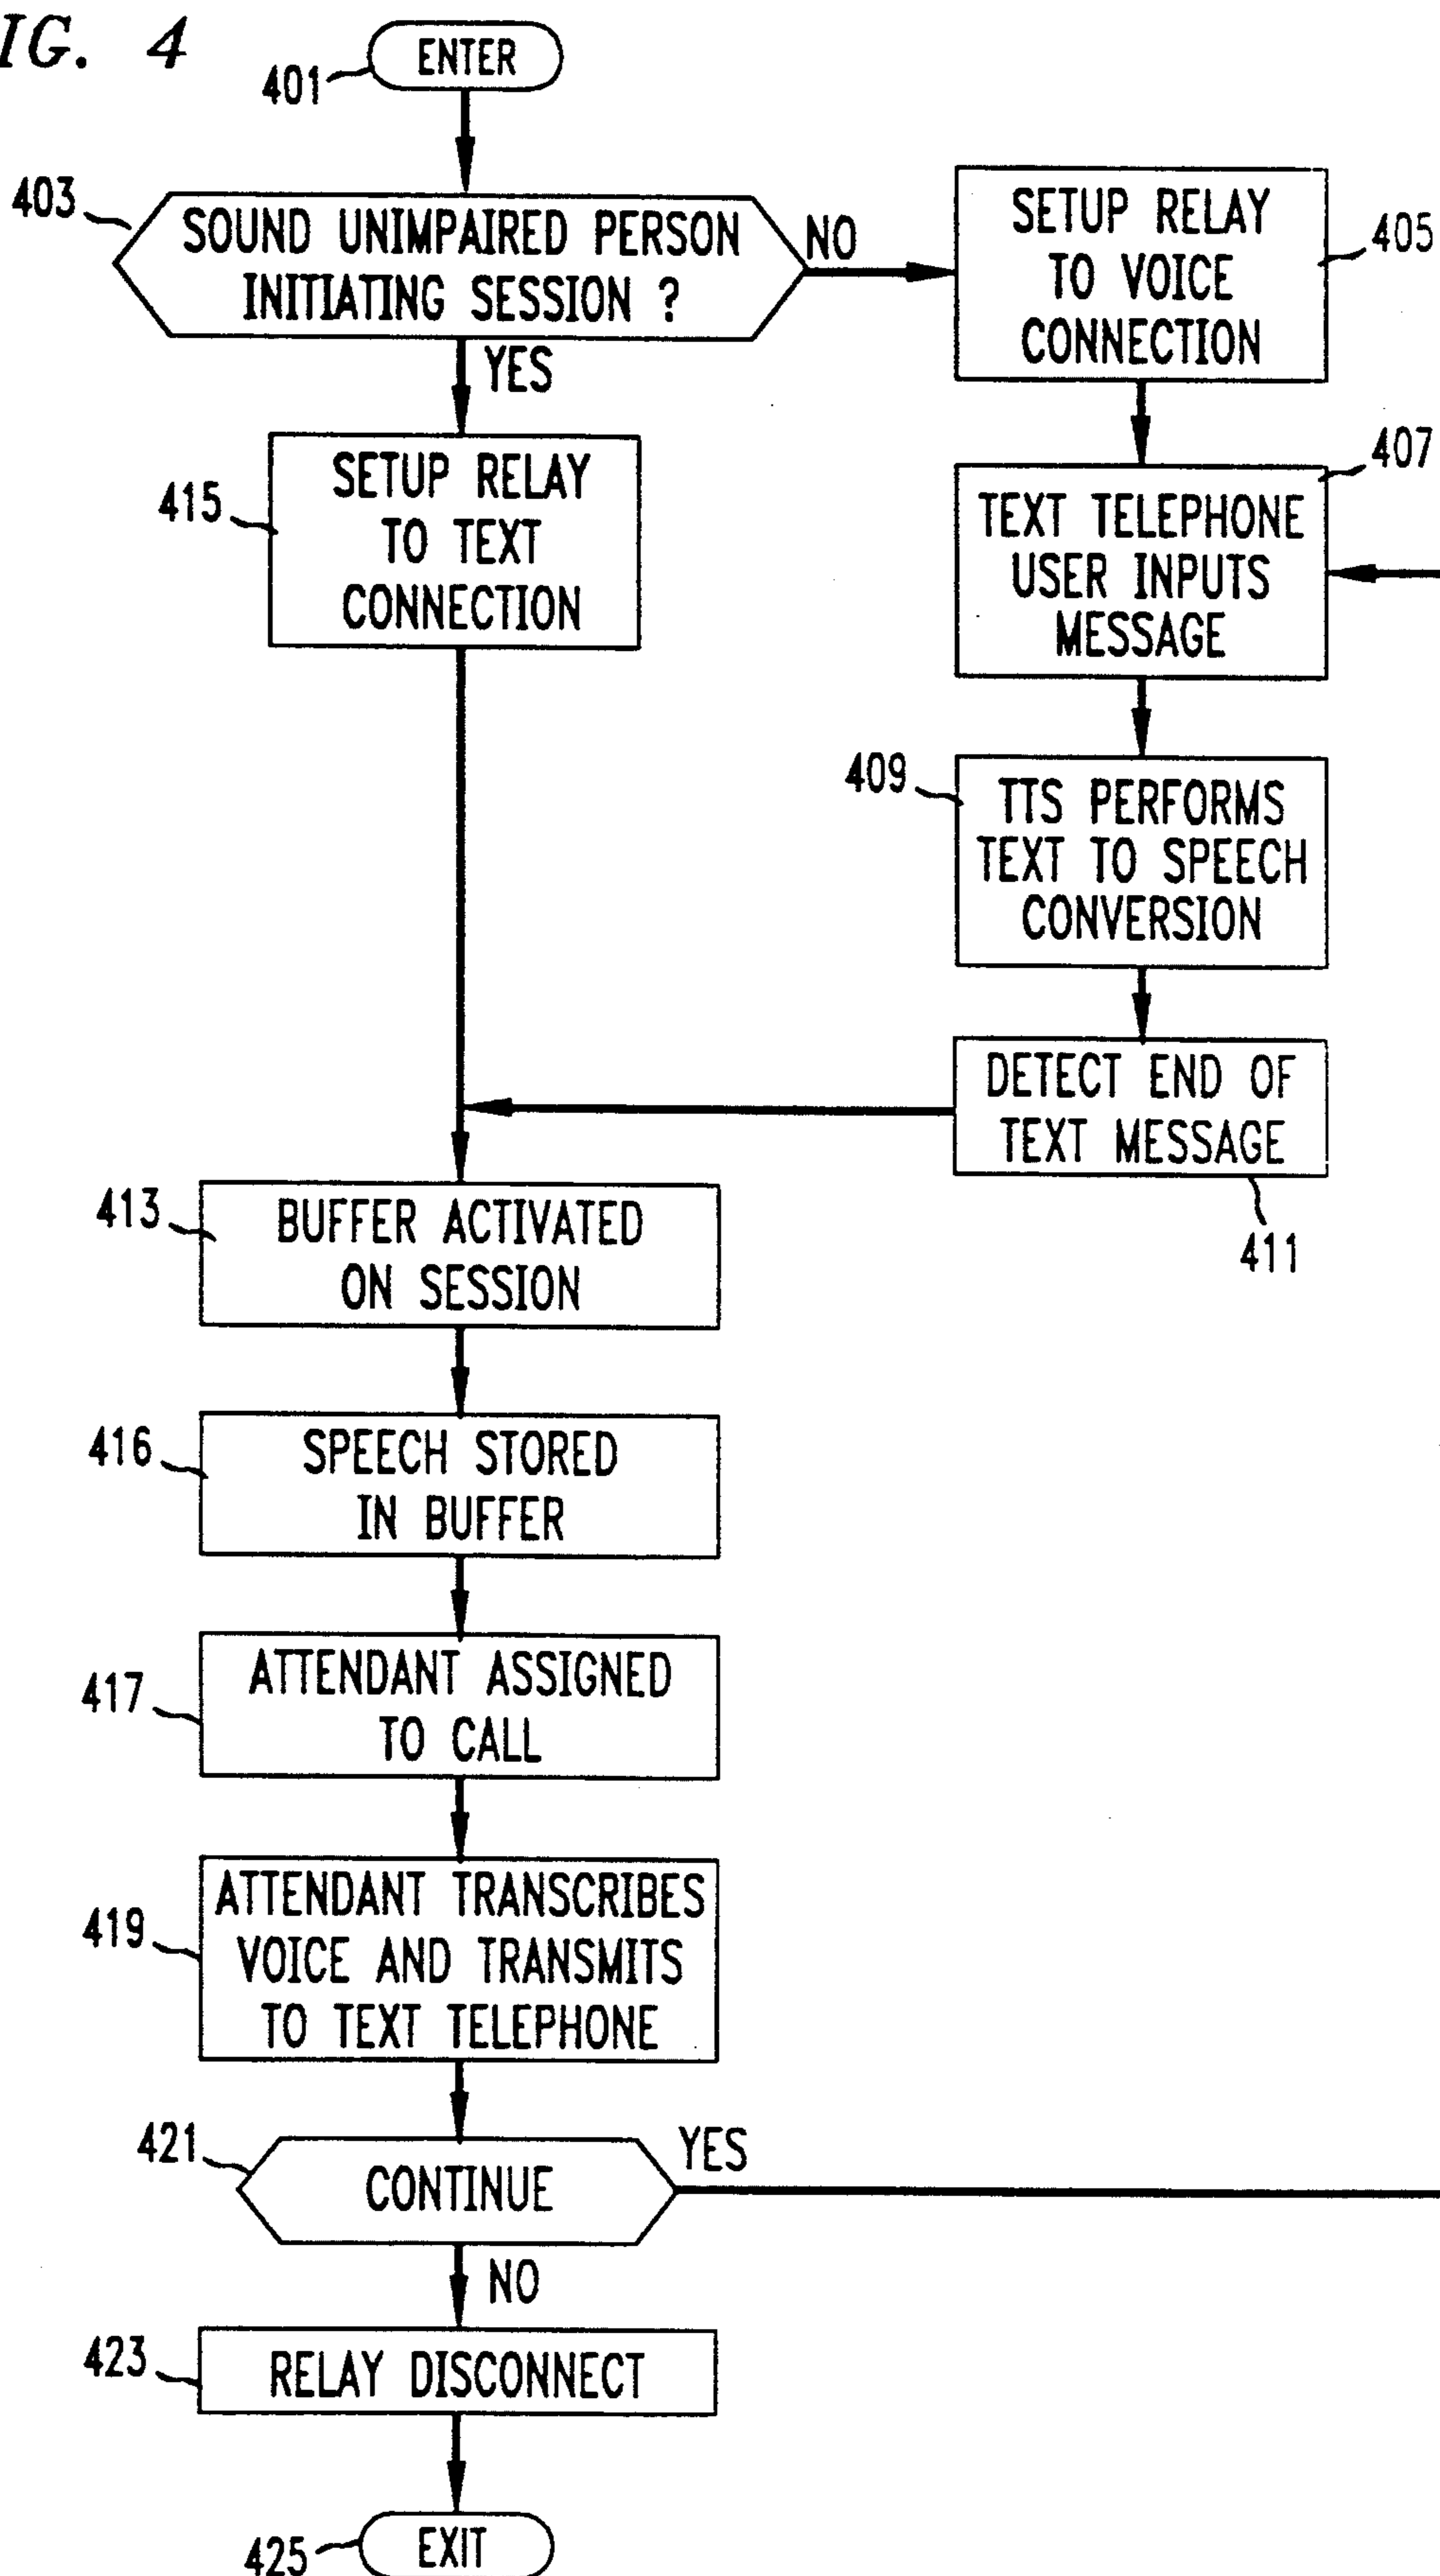 IG. 4
ENTER
401
403
SOUND UNIMPAIRED PERSON
INITIATING SESSION ?
NO
YES
SETUP RELAY
TO VOICE
CONNECTION
405
415
SETUP RELAY
TO TEXT
CONNECTION
407
TEXT TELEPHONE
USER INPUTS
MESSAGE
409
TTS PERFORMS
TEXT TO SPEECH
CONVERSION
DETECT END OF
TEXT MESSAGE
411
413
BUFFER ACTIVATED
ON SESSION
416
SPEECH STORED
IN BUFFER
417
ATTENDANT ASSIGNED
TO CALL
419
ATTENDANT TRANSCRIBES
VOICE AND TRANSMITS
TO TEXT TELEPHONE
421
CONTINUE
YES
NO
423
RELAY DISCONNECT
425
EXIT